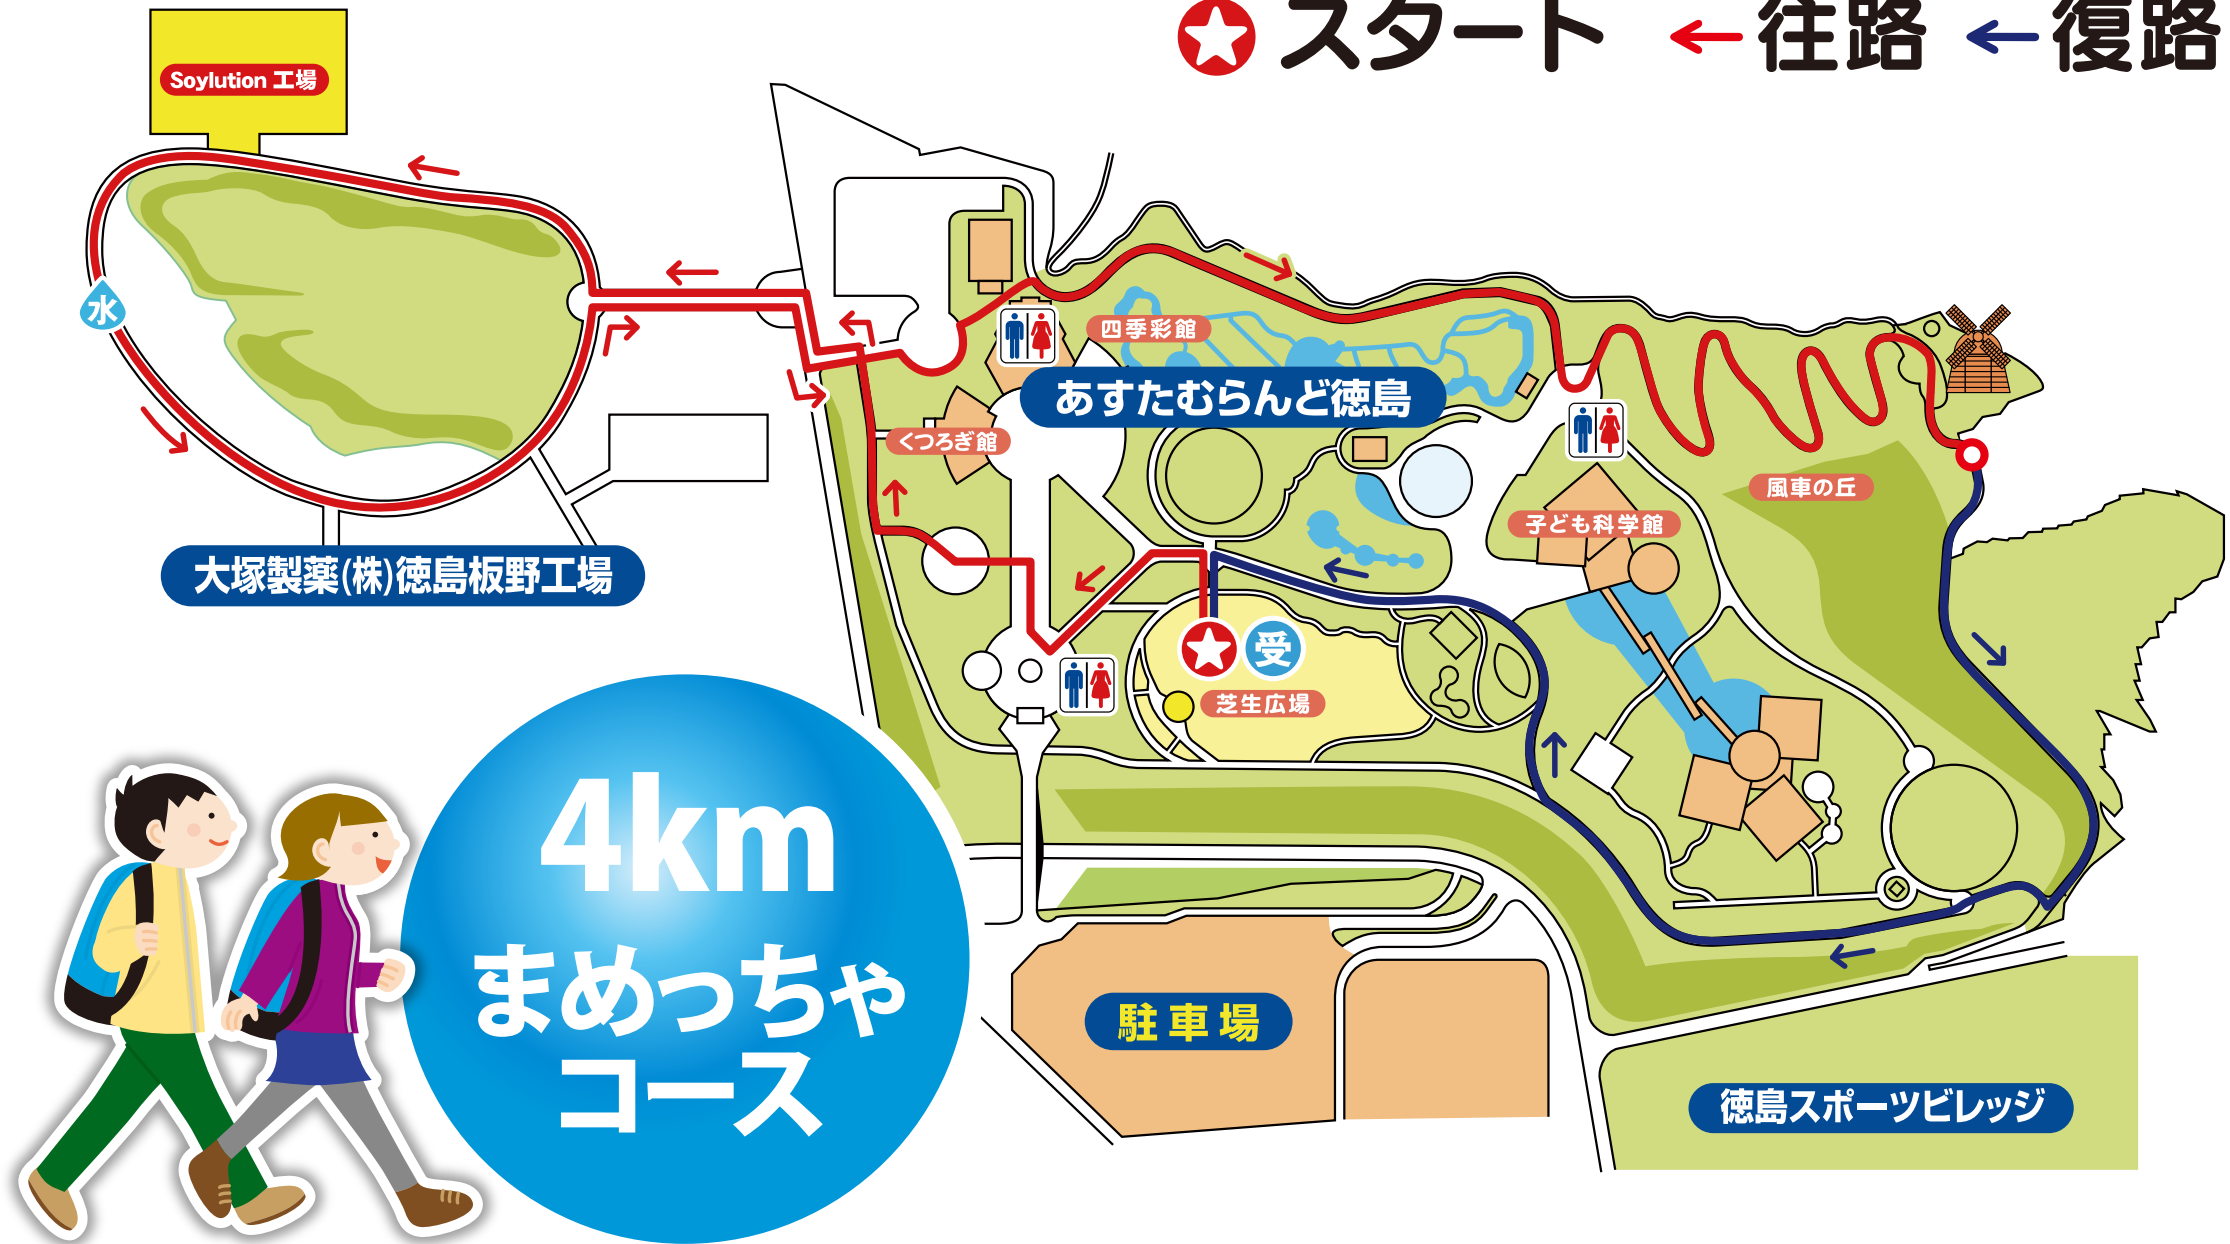 スタート
往路
復路
Soylution 工場
水
四季彩館
あすたむらんど徳島
くつろぎ館
風車の丘
子ども科学館
大塚製薬(株)徳島板野工場
受
芝生広場
4km
まめっちゃ
コース
駐車場
徳島スポーツビレッジ